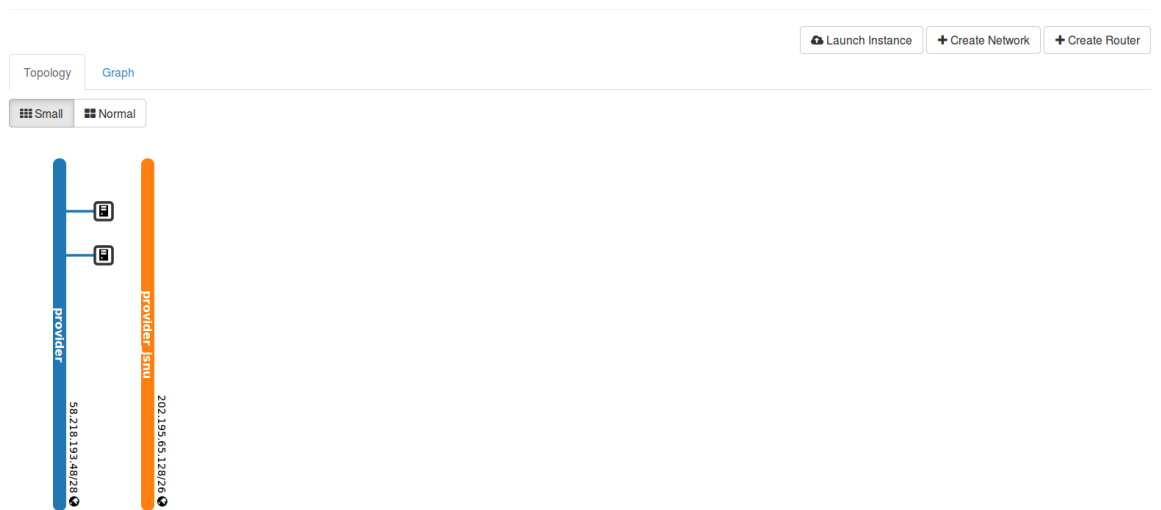 Launch Instance
Create Network
Create Router
Topology
Graph
Small
Normal
provider
58.218.193.48/28
provider_jsnu
202.195.65.128/26